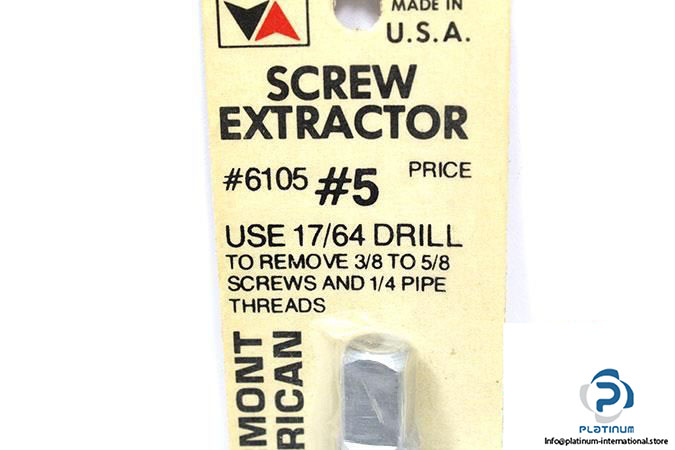 MADE IN
U.S.A.
SCREW
EXTRACTOR
#6105 #5 PRICE
USE 17/64 DRILL
TO REMOVE 3/8 TO 5/8
SCREWS AND 1/4 PIPE
THREADS
MONT
RICAN
PLATINUM
Info@platinum-international.store